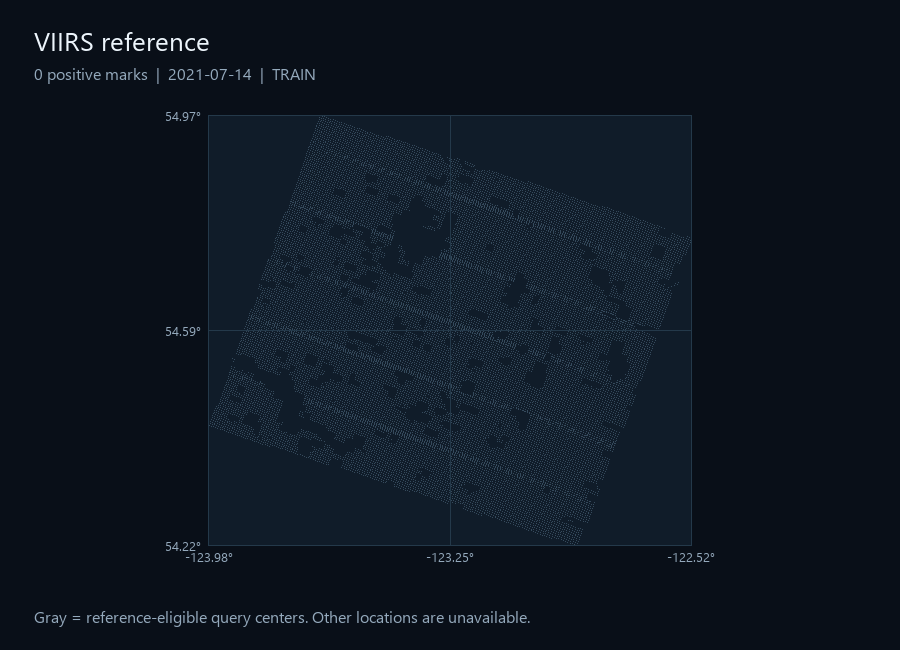 VIIRS reference
0 positive marks | 2021-07-14 | TRAIN
54.97°
54.59°
54.22°
-123.98°
-123.25°
-122.52°
Gray = reference-eligible query centers. Other locations are unavailable.